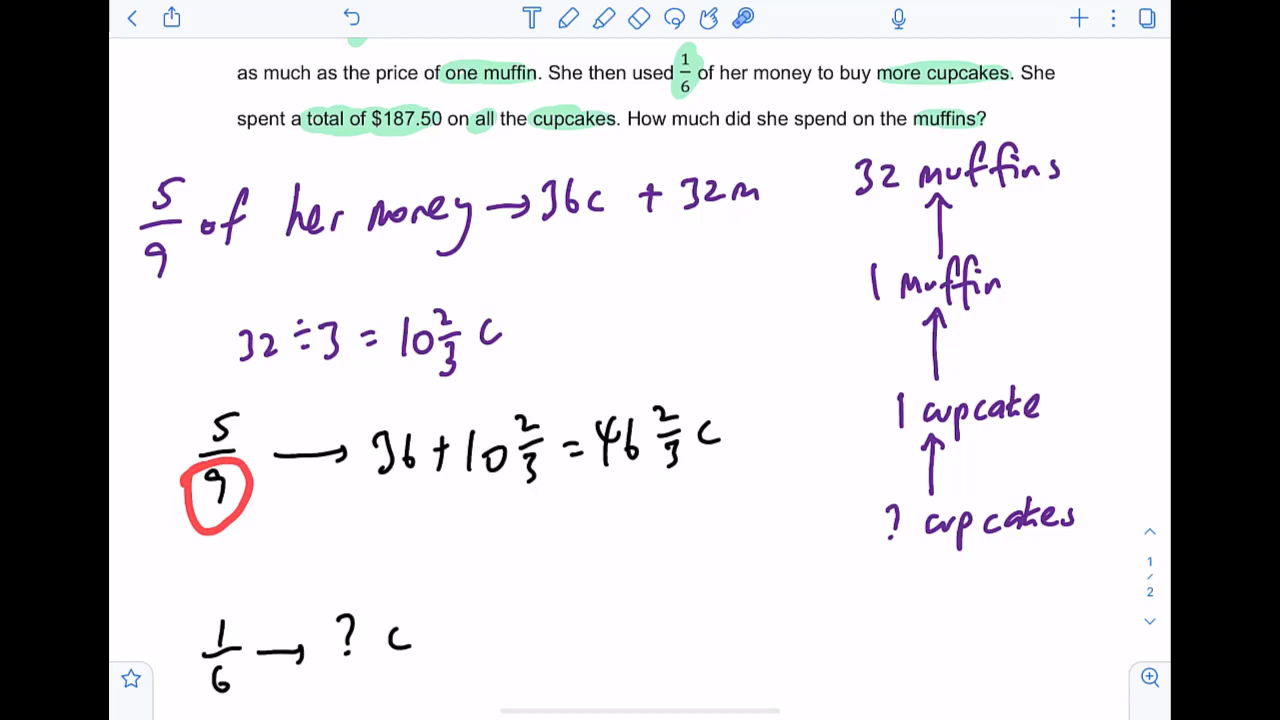 as much as the price of one muffin. She then used 1/6 of her money to buy more cupcakes. She
spent a total of $187.50 on all the cupcakes. How much did she spend on the muffins?
5/9 of her money → 36c + 32m
32 ÷ 3 = 10 2/3 c
5/9 → 36 + 10 2/3 = 46 2/3 c
1/6 → ? c
32 muffins
↑
1 muffin
↑
1 cupcake
↑
? cupcakes
1
/
2
T